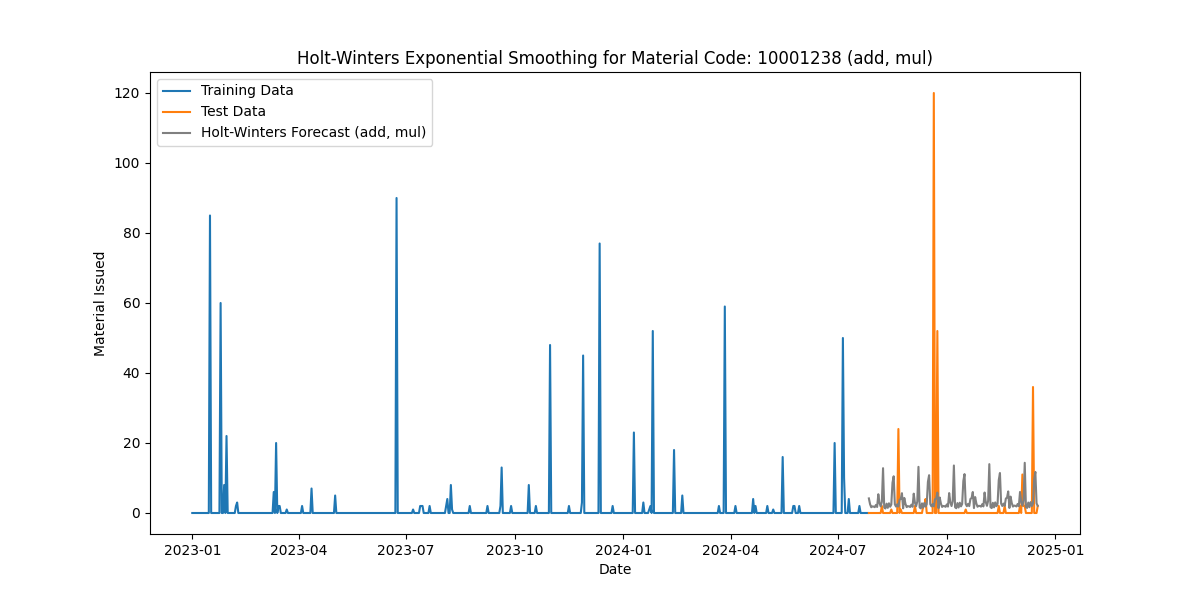 Holt-Winters Exponential Smoothing for Material Code: 10001238 (add, mul)
Training Data
Test Data
Holt-Winters Forecast (add, mul)
Material Issued
120
100
80
60
40
20
0
2023-01 2023-04 2023-07 2023-10 2024-01 2024-04 2024-07 2024-10 2025-01
Date